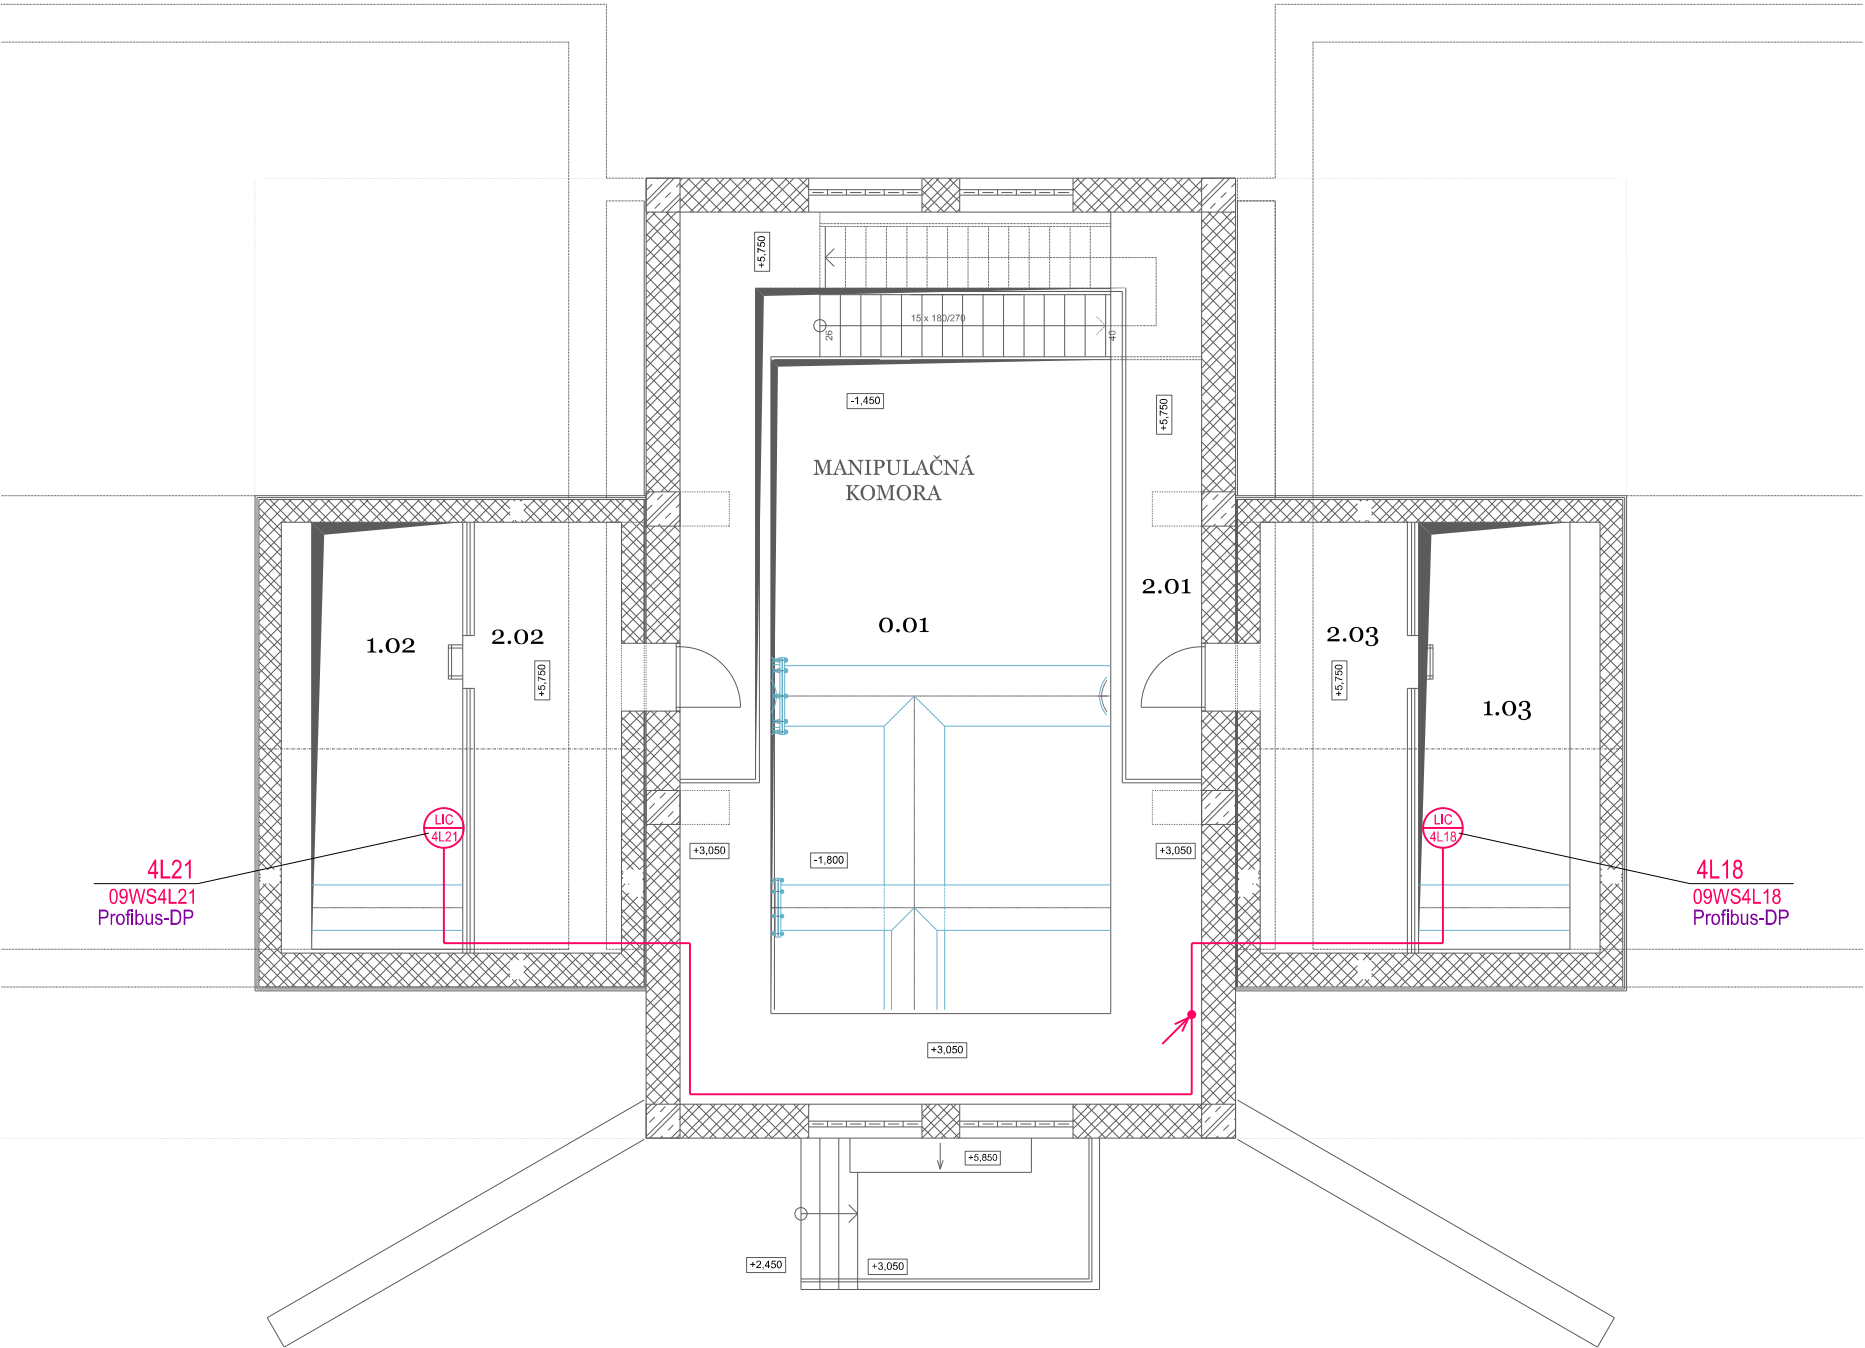 +5,750
15 x 180/270
26
40
-1,450
+5,750
MANIPULAČNÁ
KOMORA
2.01
0.01
1.02
2.02
2.03
+5,750
+5,750
1.03
LIC
4L21
LIC
4L18
+3,050
-1,800
+3,050
4L21
09WS4L21
Profibus-DP
4L18
09WS4L18
Profibus-DP
+3,050
+5,850
+2,450
+3,050